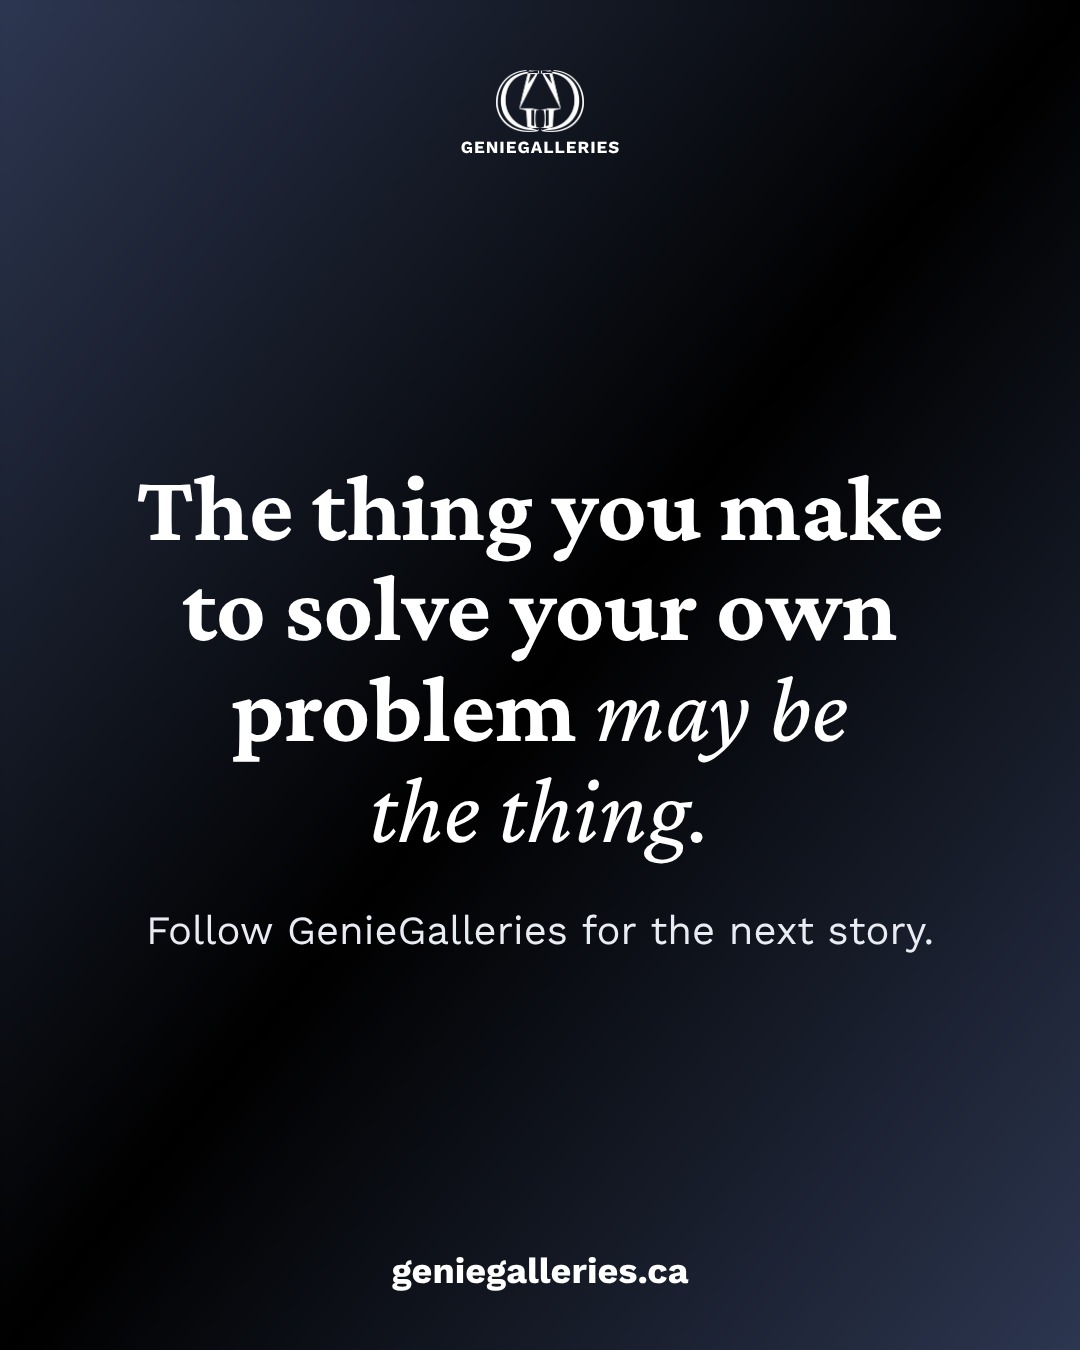 GENIEGALLERIES
The thing you make
to solve your own
problem may be
the thing.
Follow GenieGalleries for the next story.
geniegalleries.ca